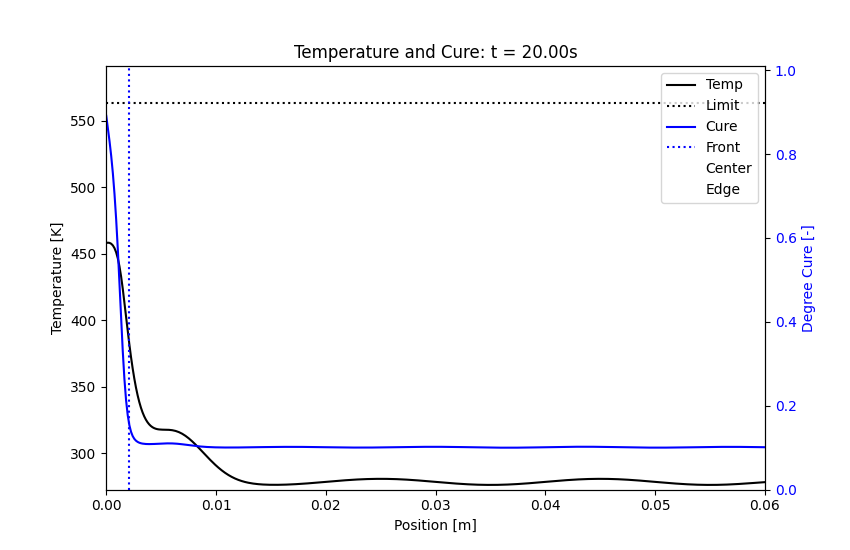 Temperature and Cure: t = 20.00s
Temp
Limit
Cure
Front
Center
Edge
550
500
450
400
350
300
Temperature [K]
1.0
0.8
0.6
0.4
0.2
0.0
Degree Cure [-]
0.00 0.01 0.02 0.03 0.04 0.05 0.06
Position [m]